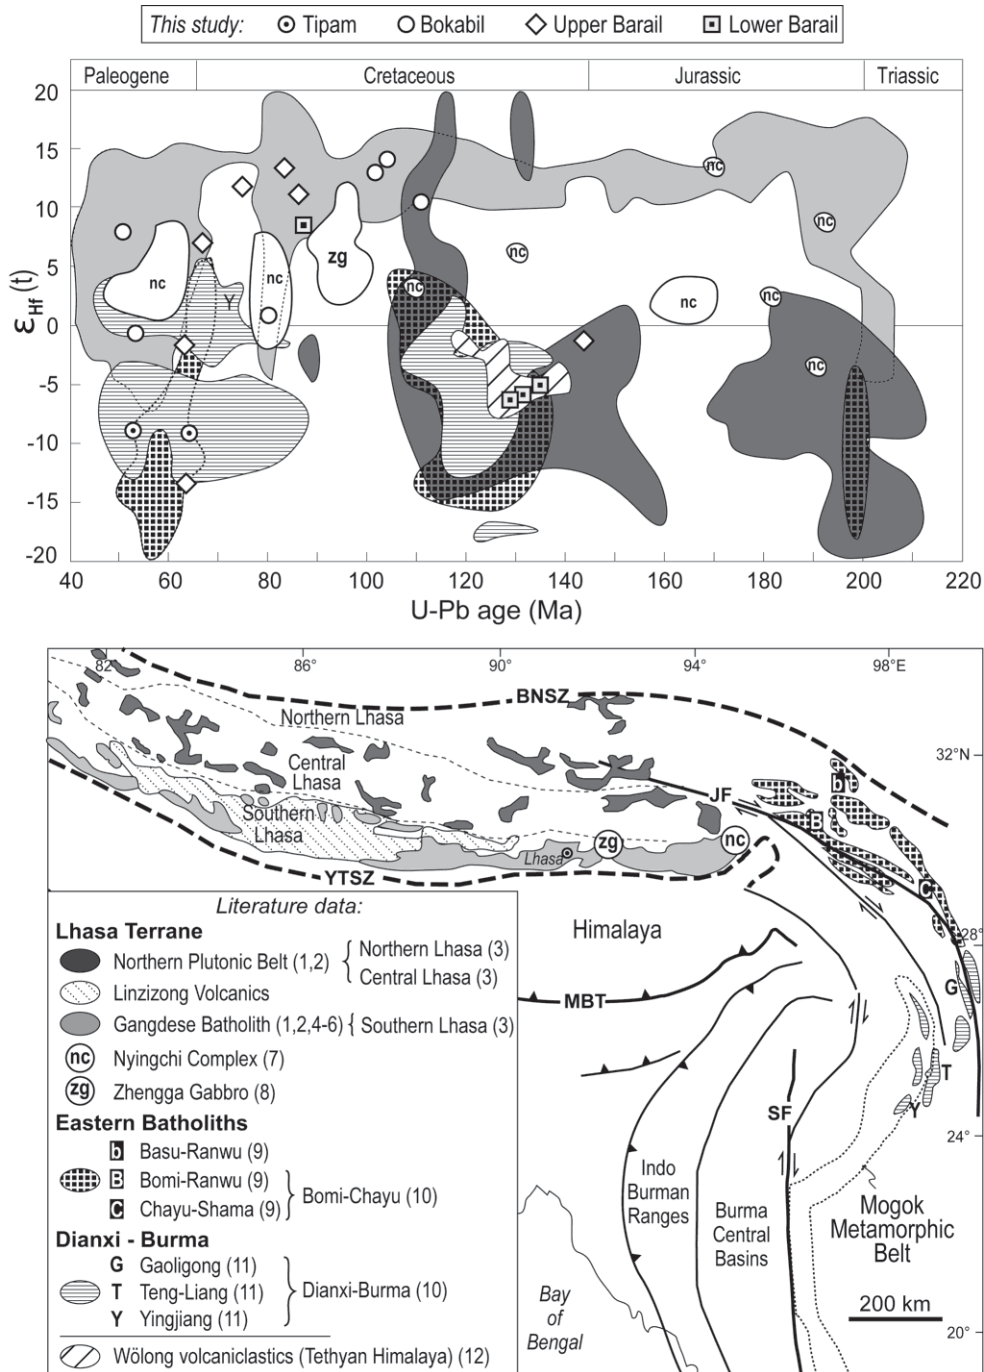 This study: Tipam Bokabil Upper Barail Lower Barail
Paleogene Cretaceous Jurassic Triassic
20
15
10
5
0
-5
-10
-15
-20
εHf (t)
nc
Y
nc
zg
nc
nc
nc
nc
nc
nc
nc
40 60 80 100 120 140 160 180 200 220
U-Pb age (Ma)
82° 86° 90° 94° 98°E
BNSZ
Northern Lhasa
32°N
Central
Lhasa
b
JF
B
Southern
Lhasa
zg
nc
Lhasa
YTSZ
C
28°
Himalaya
G
MBT
T
SF
Y
24°
Indo
Burman
Ranges
Burma
Central
Basins
Mogok
Metamorphic
Belt
Bay
of
Bengal
200 km
20°
Literature data:
Lhasa Terrane
Northern Plutonic Belt (1,2) { Northern Lhasa (3)
Central Lhasa (3)
Linzizong Volcanics
Gangdese Batholith (1,2,4-6) { Southern Lhasa (3)
nc Nyingchi Complex (7)
zg Zhengga Gabbro (8)
Eastern Batholiths
b Basu-Ranwu (9)
B Bomi-Ranwu (9) } Bomi-Chayu (10)
C Chayu-Shama (9)
Dianxi - Burma
G Gaoligong (11)
T Teng-Liang (11) } Dianxi-Burma (10)
Y Yingjiang (11)
Wölong volcaniclastics (Tethyan Himalaya) (12)